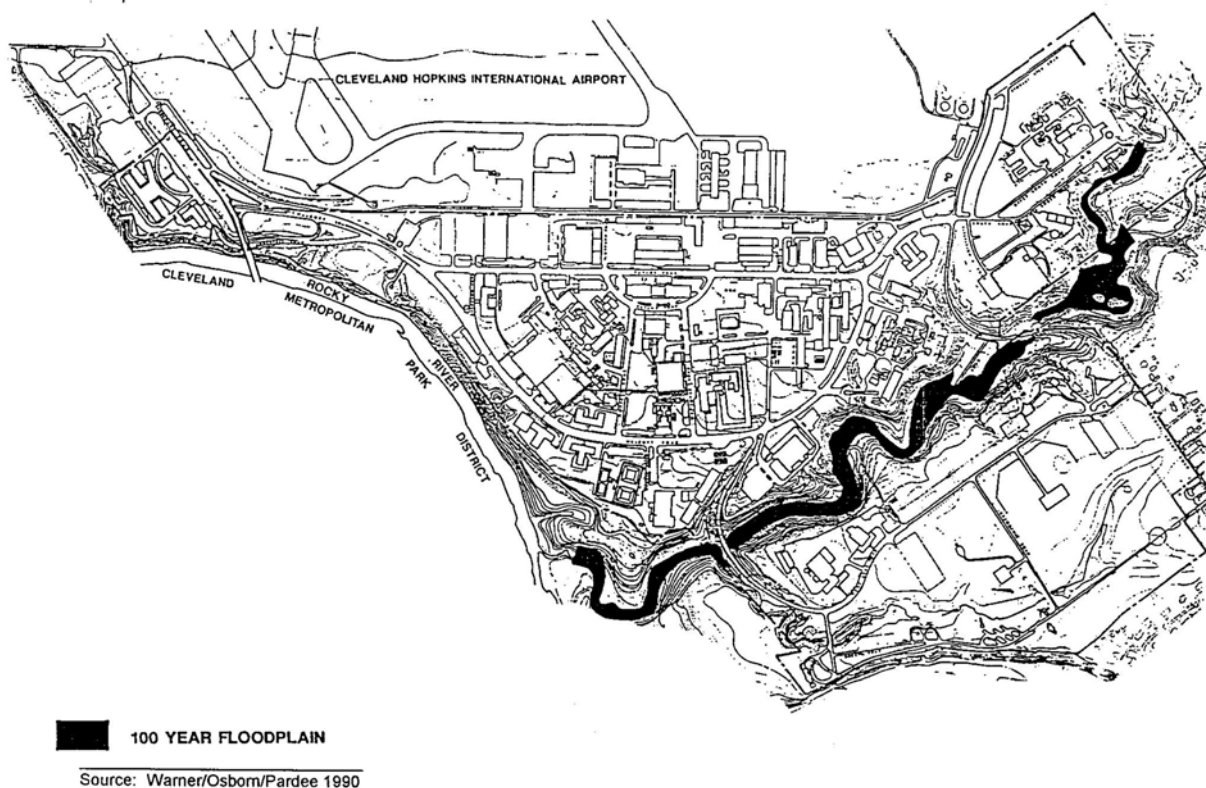 CLEVELAND HOPKINS INTERNATIONAL AIRPORT
CLEVELAND
ROCKY
METROPOLITAN
RIVER
PARK
DISTRICT
100 YEAR FLOODPLAIN
Source: Warner/Osborn/Pardee 1990